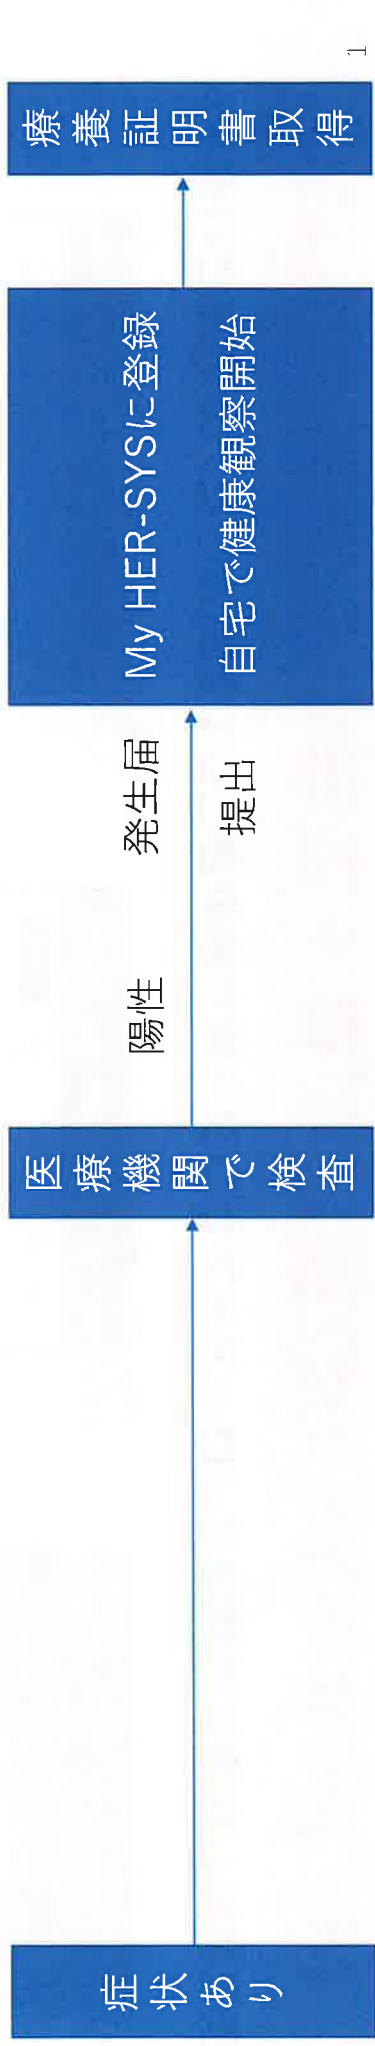 症状あり
医療機関で検査
陽性
発生届
提出
My HER-SYSに登録
自宅で健康観察開始
療養証明書取得
1